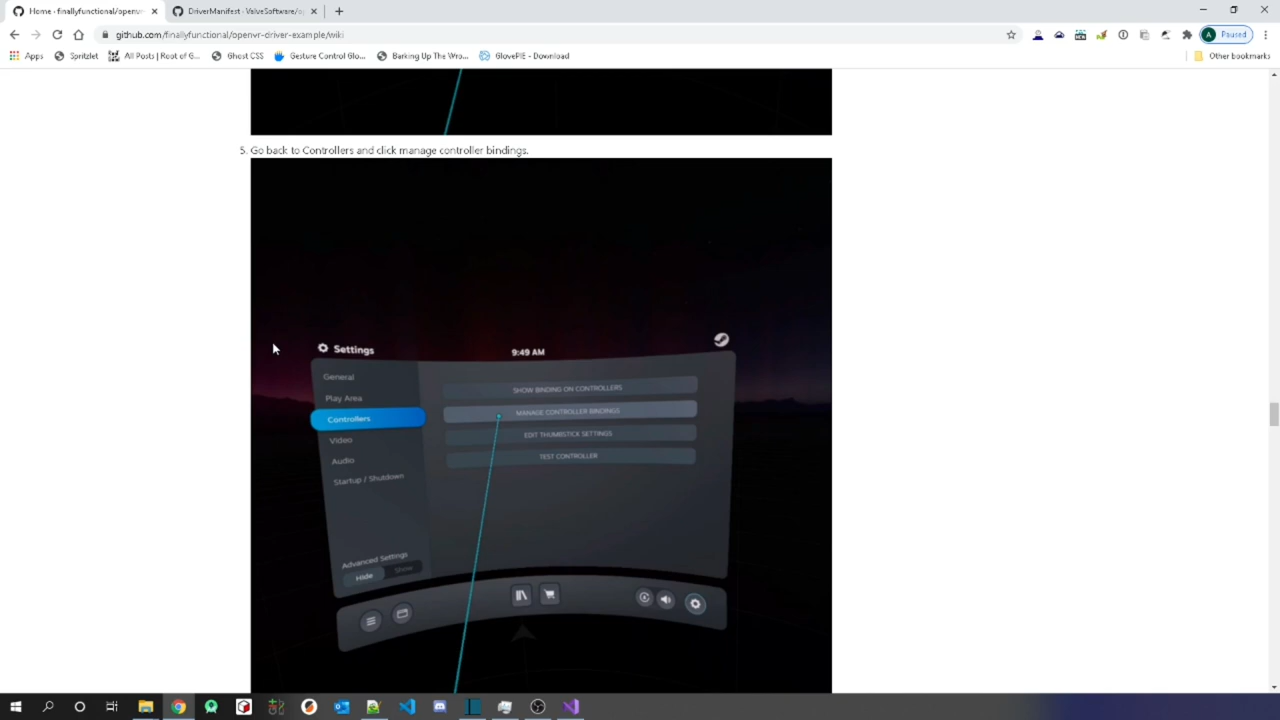 Home · finallyfunctional/openvr-
DriverManifest · ValveSoftware/o
github.com/finallyfunctional/openvr-driver-example/wiki
A Paused
Apps Spritzlet All Posts | Root of G... Ghost CSS Gesture Control Glo... Barking Up The Wro... GlovePIE - Download Other bookmarks
5. Go back to Controllers and click manage controller bindings.
Settings
9:49 AM
General
Play Area
Controllers
Video
Audio
Startup / Shutdown
SHOW BINDING ON CONTROLLERS
MANAGE CONTROLLER BINDINGS
EDIT THUMBSTICK SETTINGS
TEST CONTROLLER
Advanced Settings
Hide Show